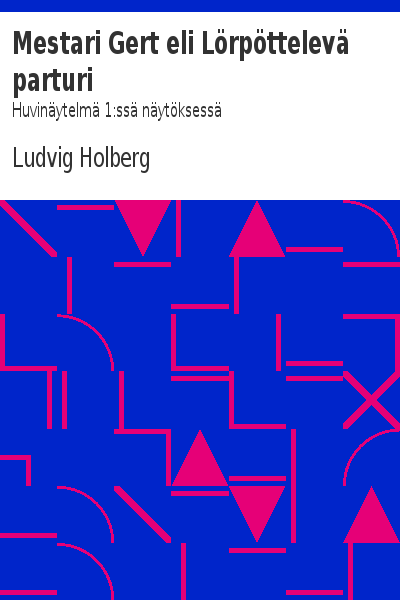 Mestari Gert eli Lörpöttelevä
parturi
Huvinäytelmä 1:ssä näytöksessä
Ludvig Holberg